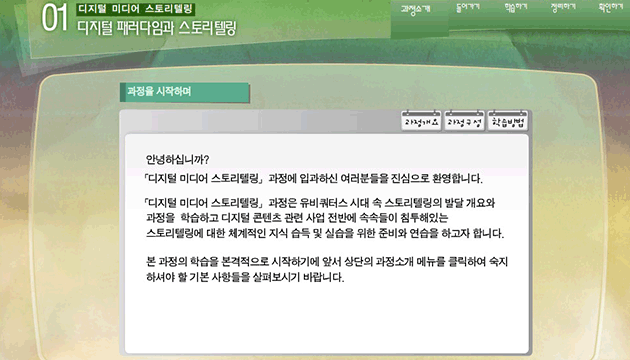 01
디지털 미디어 스토리텔링
디지털 패러다임과 스토리텔링
과정소개 들어가기 학습하기 정리하기 확인하기
과정을 시작하며
과정개요 과정구성 학습방법
안녕하십니까?
「디지털 미디어 스토리텔링」 과정에 입과하신 여러분들을 진심으로 환영합니다.
「디지털 미디어 스토리텔링」 과정은 유비쿼터스 시대 속 스토리텔링의 발달 개요와
과정을 학습하고 디지털 콘텐츠 관련 사업 전반에 속속들이 침투해있는
스토리텔링에 대한 체계적인 지식 습득 및 실습을 위한 준비와 연습을 하고자 합니다.
본 과정의 학습을 본격적으로 시작하기에 앞서 상단의 과정소개 메뉴를 클릭하여 숙지
하셔야 할 기본 사항들을 살펴보시기 바랍니다.